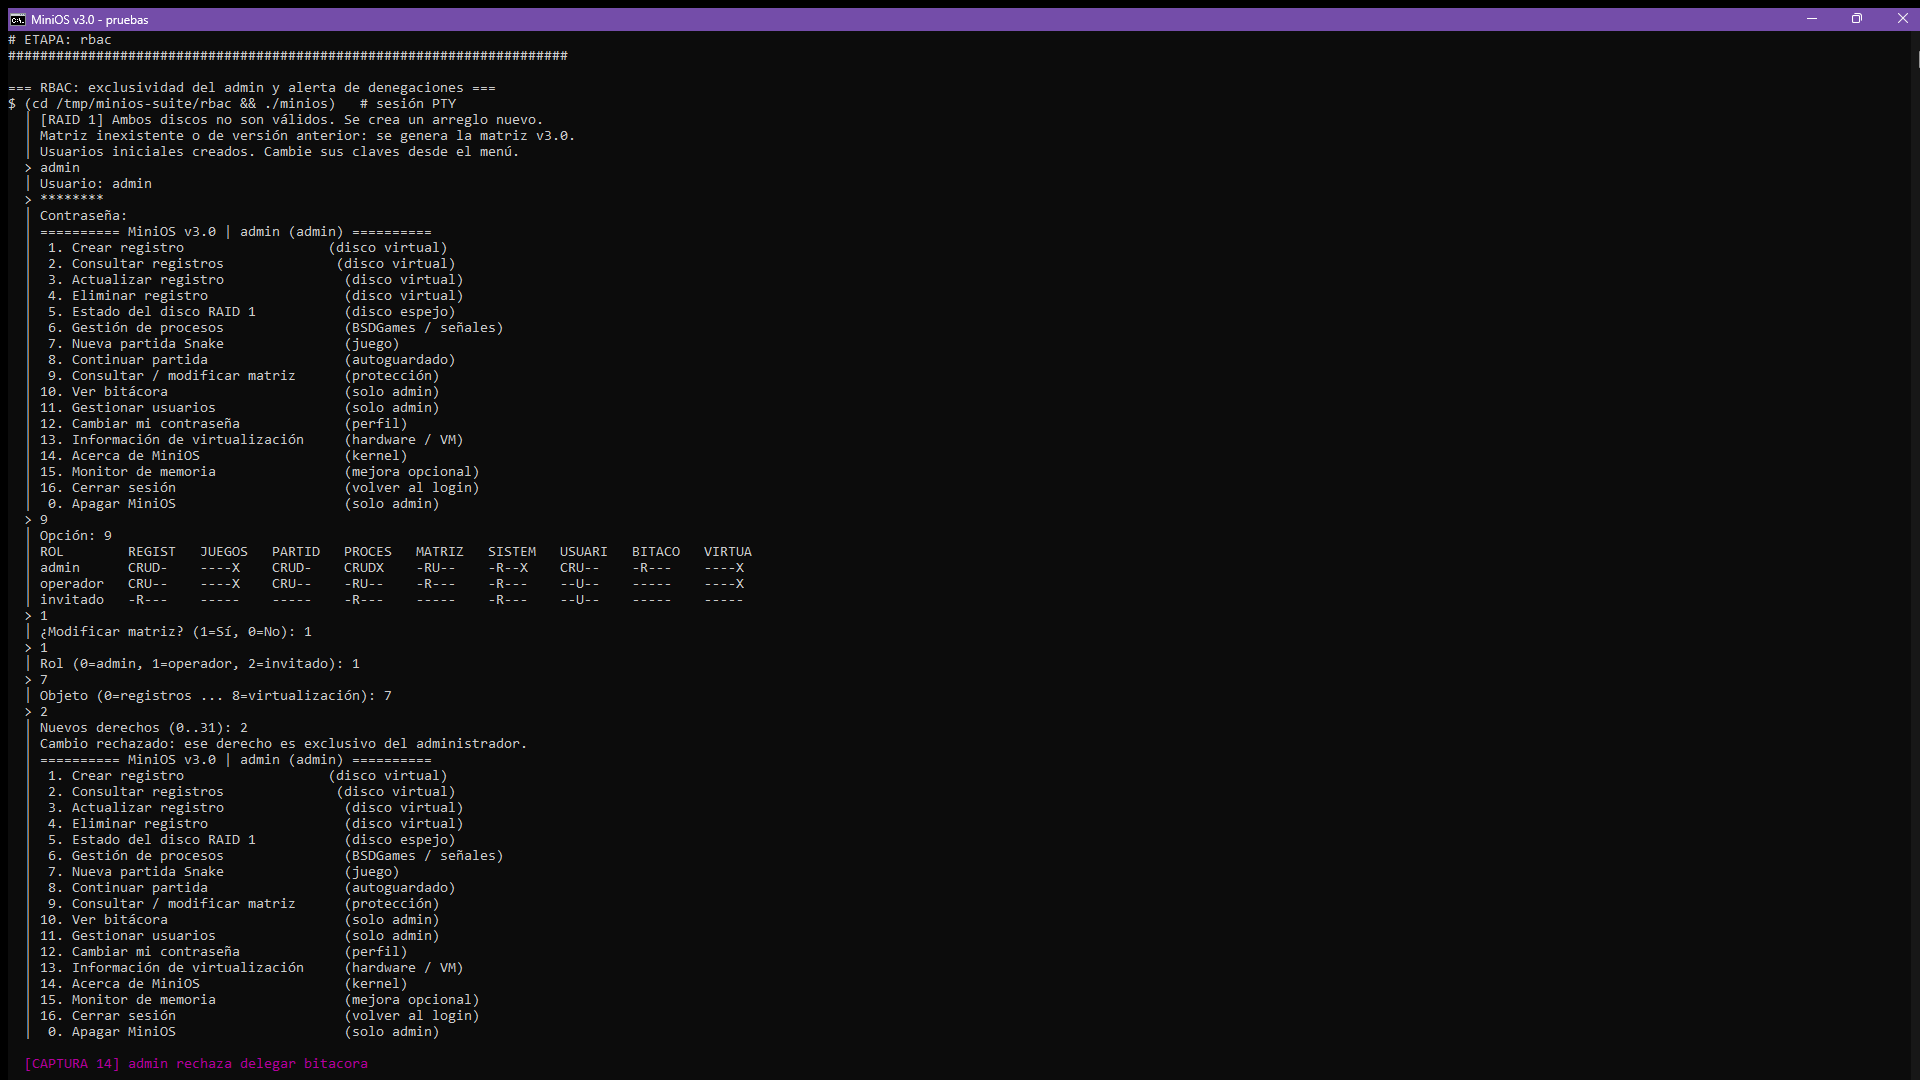 MiniOS v3.0 - pruebas
# ETAPA: rbac
######################################################################
=== RBAC: exclusividad del admin y alerta de denegaciones ===
$ (cd /tmp/minios-suite/rbac && ./minios)   # sesión PTY
| [RAID 1] Ambos discos no son válidos. Se crea un arreglo nuevo.
| Matriz inexistente o de versión anterior: se genera la matriz v3.0.
| Usuarios iniciales creados. Cambie sus claves desde el menú.
> admin
| Usuario: admin
> ********
| Contraseña:
| ========== MiniOS v3.0 | admin (admin) ==========
|  1. Crear registro                  (disco virtual)
|  2. Consultar registros              (disco virtual)
|  3. Actualizar registro               (disco virtual)
|  4. Eliminar registro                 (disco virtual)
|  5. Estado del disco RAID 1           (disco espejo)
|  6. Gestión de procesos               (BSDGames / señales)
|  7. Nueva partida Snake               (juego)
|  8. Continuar partida                 (autoguardado)
|  9. Consultar / modificar matriz      (protección)
| 10. Ver bitácora                      (solo admin)
| 11. Gestionar usuarios                (solo admin)
| 12. Cambiar mi contraseña             (perfil)
| 13. Información de virtualización     (hardware / VM)
| 14. Acerca de MiniOS                  (kernel)
| 15. Monitor de memoria                (mejora opcional)
| 16. Cerrar sesión                     (volver al login)
|  0. Apagar MiniOS                     (solo admin)
> 9
| Opción: 9
| ROL        REGIST   JUEGOS   PARTID   PROCES   MATRIZ   SISTEM   USUARI   BITACO   VIRTUA
| admin      CRUD-    ----X    CRUD-    CRUDX    -RU--    -R--X    CRU--    -R---    ----X
| operador   CRU--    ----X    CRU--    -RU--    -R---    -R---    --U--    -----    ----X
| invitado   -R---    -----    -----    -R---    -----    -R---    --U--    -----    -----
> 1
| ¿Modificar matriz? (1=Sí, 0=No): 1
> 1
| Rol (0=admin, 1=operador, 2=invitado): 1
> 7
| Objeto (0=registros ... 8=virtualización): 7
> 2
| Nuevos derechos (0..31): 2
| Cambio rechazado: ese derecho es exclusivo del administrador.
| ========== MiniOS v3.0 | admin (admin) ==========
|  1. Crear registro                  (disco virtual)
|  2. Consultar registros              (disco virtual)
|  3. Actualizar registro               (disco virtual)
|  4. Eliminar registro                 (disco virtual)
|  5. Estado del disco RAID 1           (disco espejo)
|  6. Gestión de procesos               (BSDGames / señales)
|  7. Nueva partida Snake               (juego)
|  8. Continuar partida                 (autoguardado)
|  9. Consultar / modificar matriz      (protección)
| 10. Ver bitácora                      (solo admin)
| 11. Gestionar usuarios                (solo admin)
| 12. Cambiar mi contraseña             (perfil)
| 13. Información de virtualización     (hardware / VM)
| 14. Acerca de MiniOS                  (kernel)
| 15. Monitor de memoria                (mejora opcional)
| 16. Cerrar sesión                     (volver al login)
|  0. Apagar MiniOS                     (solo admin)
[CAPTURA 14] admin rechaza delegar bitacora